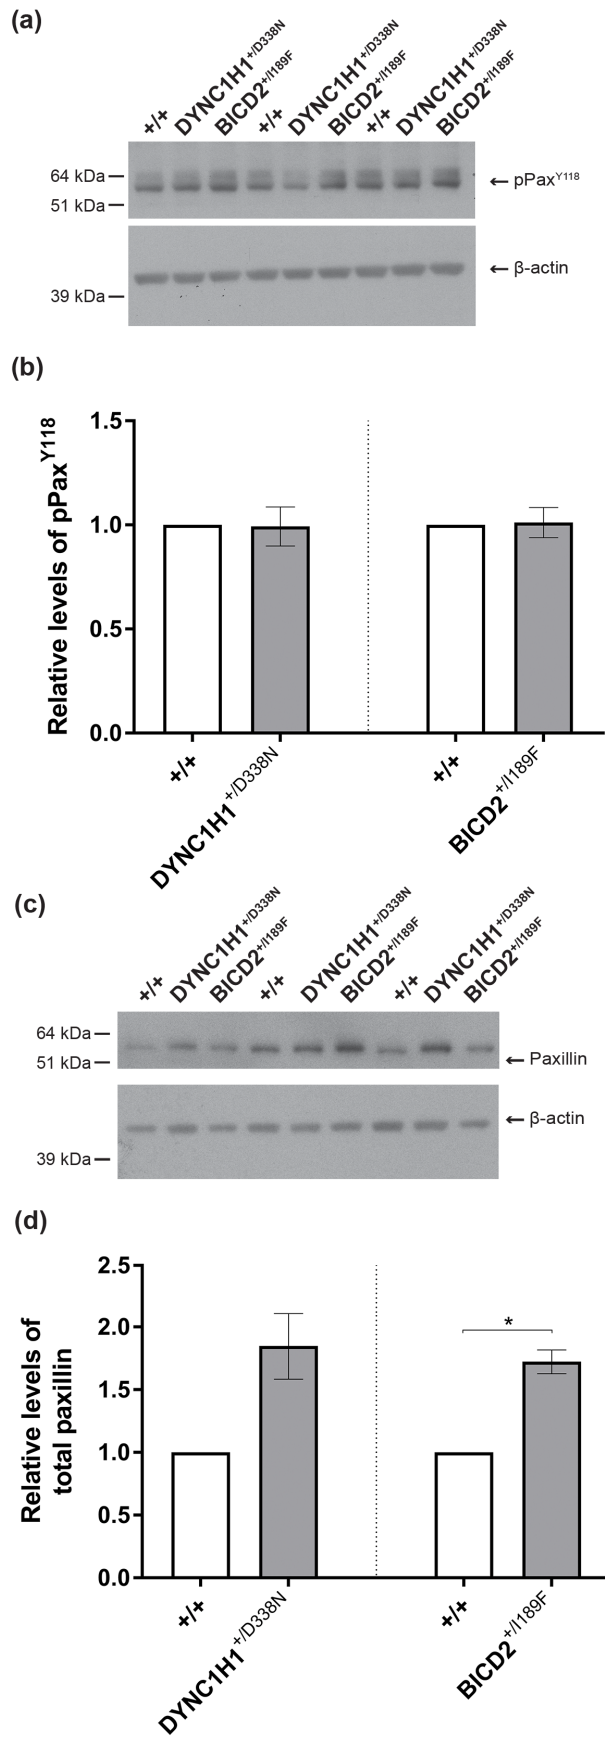 (a)
+/+ DYNC1H1+/D338N BICD2+/I189F +/+ DYNC1H1+/D338N BICD2+/I189F +/+ DYNC1H1+/D338N BICD2+/I189F
64 kDa
51 kDa
← pPaxY118
← β-actin
39 kDa
(b)
Relative levels of pPaxY118
1.5
1.0
0.5
0.0
+/+ DYNC1H1+/D338N +/+ BICD2+/I189F
(c)
+/+ DYNC1H1+/D338N BICD2+/I189F +/+ DYNC1H1+/D338N BICD2+/I189F +/+ DYNC1H1+/D338N BICD2+/I189F
64 kDa
51 kDa
← Paxillin
← β-actin
39 kDa
(d)
Relative levels of
total paxillin
2.5
2.0
1.5
1.0
0.5
0.0
*
+/+ DYNC1H1+/D338N +/+ BICD2+/I189F